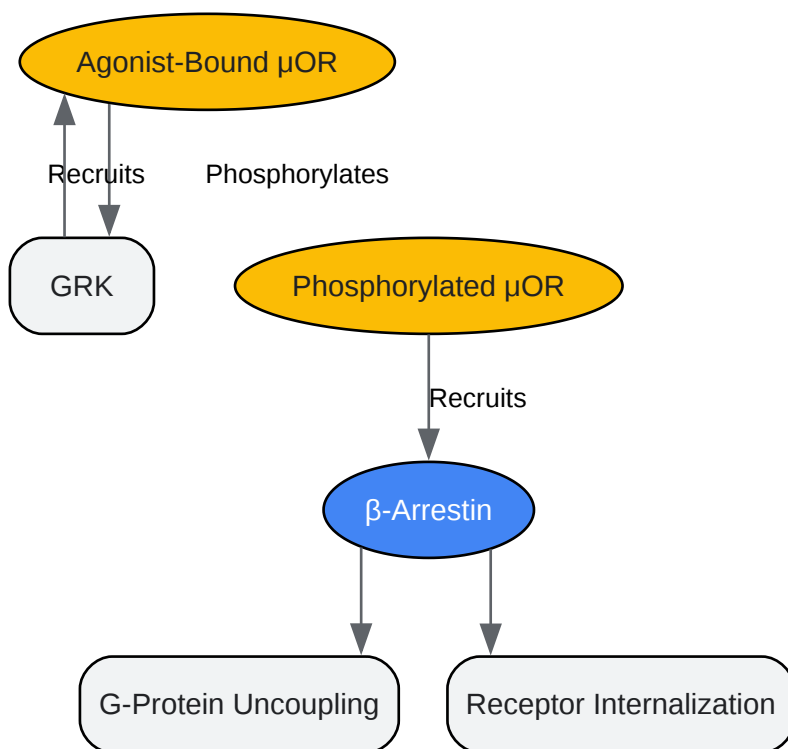 Agonist-Bound μOR
Recruits
Phosphorylates
GRK
Phosphorylated μOR
Recruits
β-Arrestin
G-Protein Uncoupling
Receptor Internalization